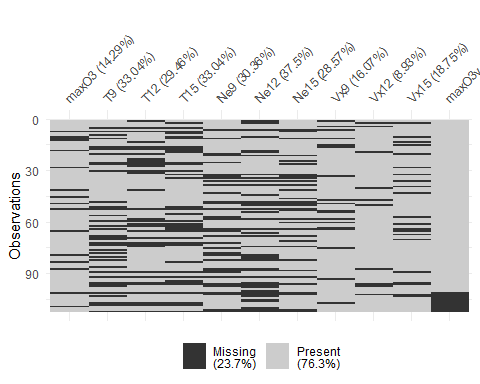 maxO3 (14.29%)
T9 (33.04%)
T12 (29.46%)
T15 (33.04%)
Ne9 (30.36%)
Ne12 (37.5%)
Ne15 (28.57%)
Vx9 (16.07%)
Vx12 (8.93%)
Vx15 (18.75%)
maxO3v
0
30
60
90
Observations
Missing
(23.7%)
Present
(76.3%)